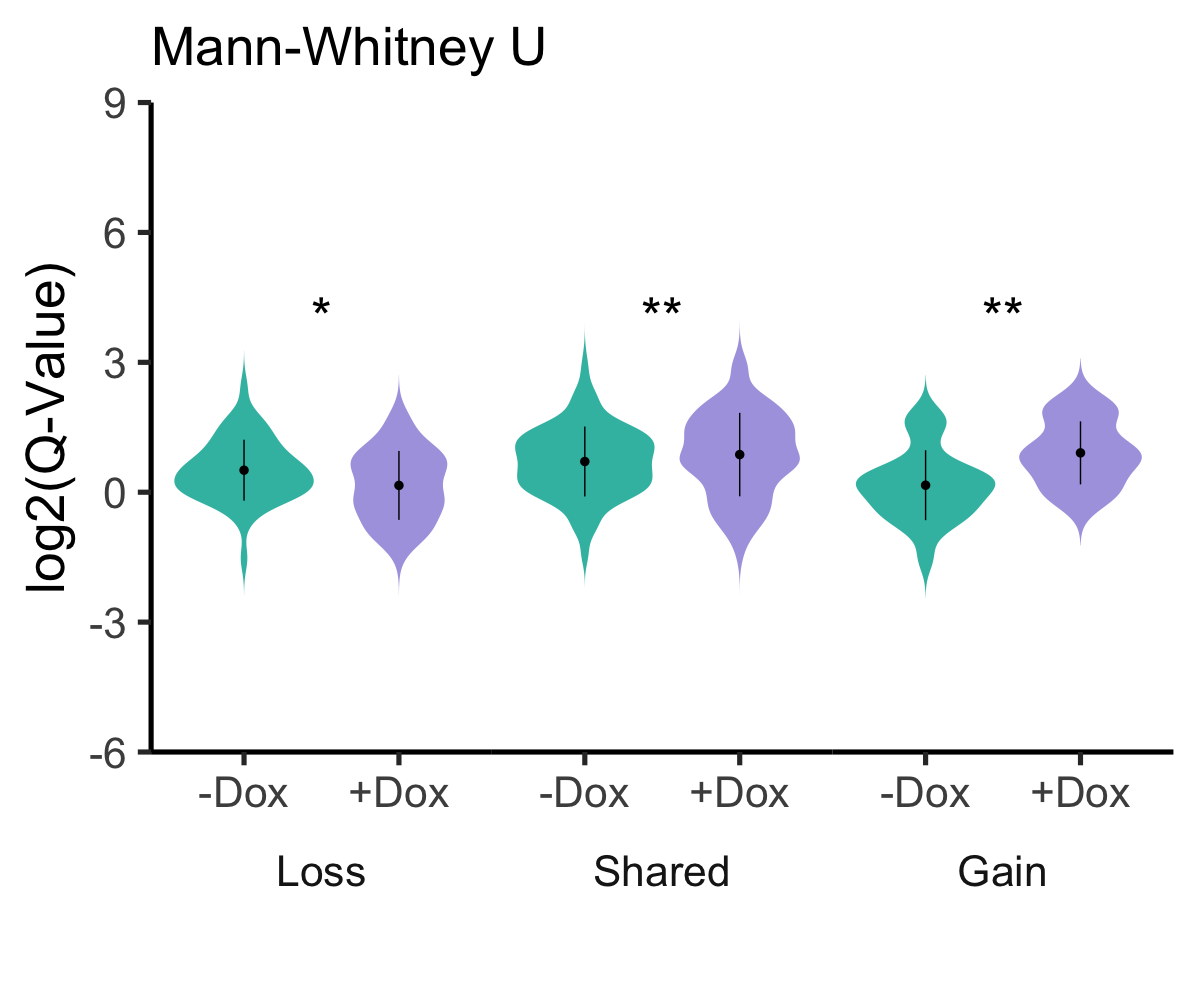 Mann-Whitney U
9
6
3
0
-3
-6
log2(Q-Value)
* ** **
-Dox +Dox -Dox +Dox -Dox +Dox
Loss Shared Gain